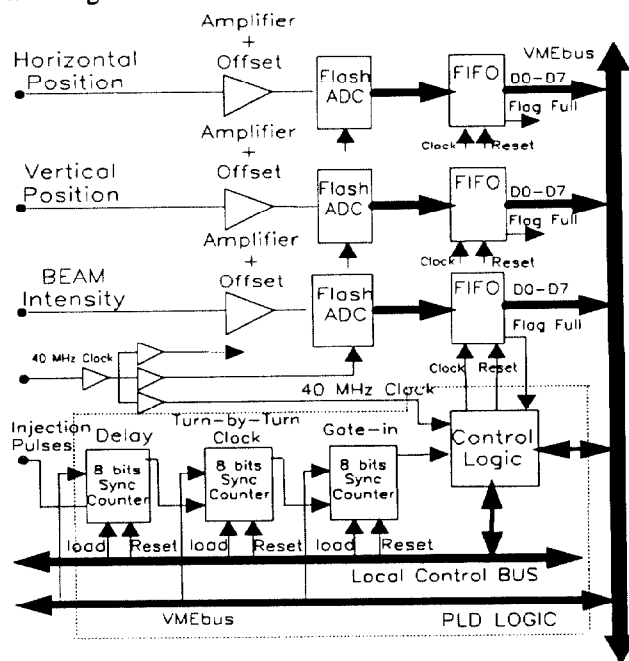 Amplifier
+
Offset
VMEbus
Horizontal
Position
Flash
ADC
FIFO
D0-D7
Flag Full
Clock
Reset
Amplifier
+
Offset
Vertical
Position
Flash
ADC
FIFO
D0-D7
Flag Full
Clock
Reset
Amplifier
+
Offset
BEAM
Intensity
Flash
ADC
FIFO
D0-D7
Flag Full
40 MHz Clock
Clock
Reset
40 MHz Clock
Injection
Pulses
Delay
Turn-by-Turn
Clock
Gate-in
Control
Logic
8 bits
Sync
Counter
8 bits
Sync
Counter
8 bits
Sync
Counter
load
Reset
load
Reset
load
Reset
Local Control BUS
VMEbus
PLD LOGIC